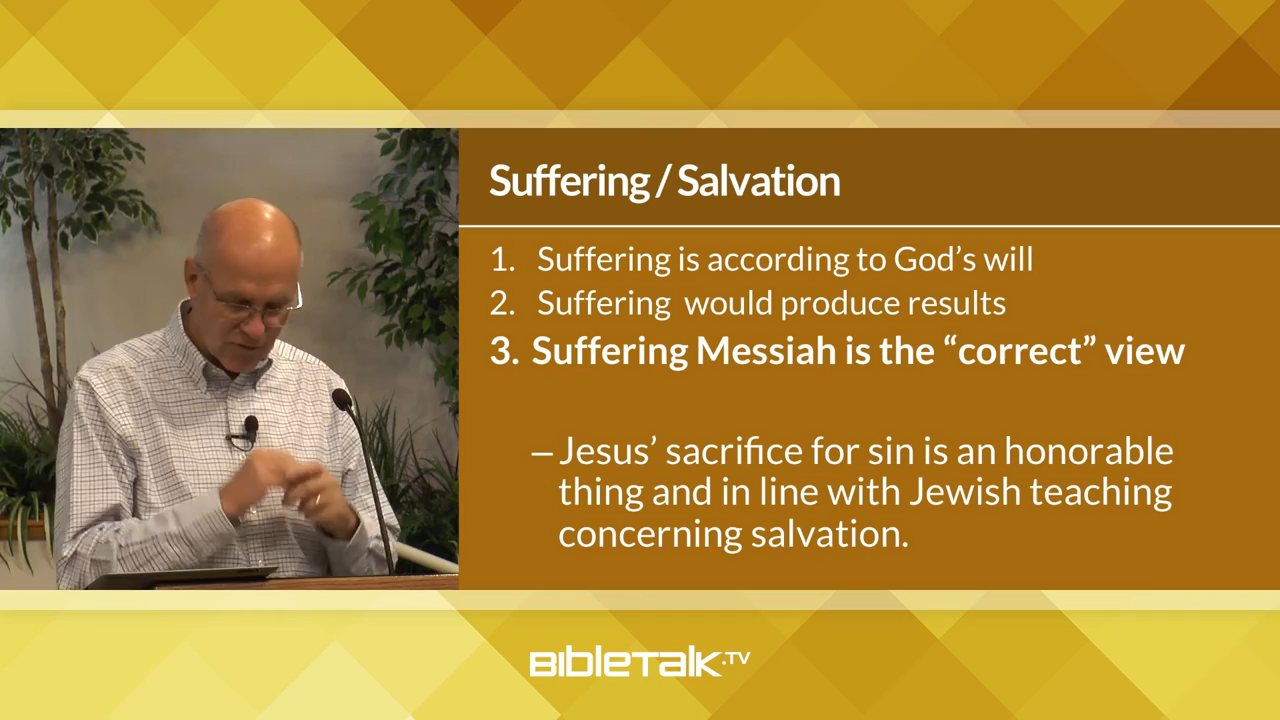 Suffering / Salvation
1. Suffering is according to God’s will
2. Suffering would produce results
3. Suffering Messiah is the “correct” view
– Jesus’ sacrifice for sin is an honorable
thing and in line with Jewish teaching
concerning salvation.
BIBLETALK.TV